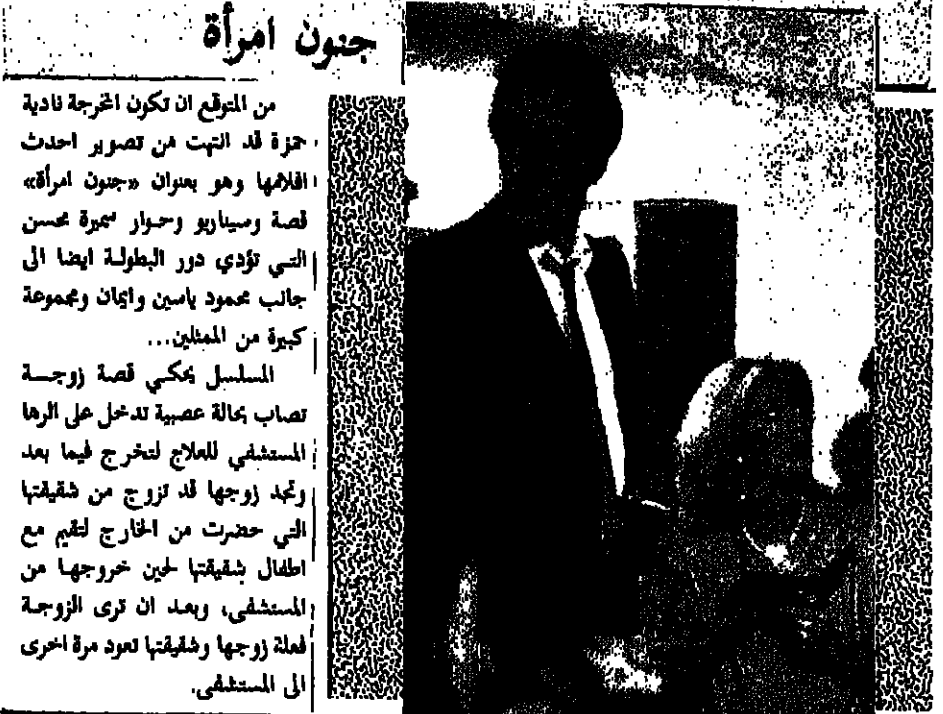 جنون امرأة
من المتوقع ان تكون المخرجة نادية
حمزة قد انتهت من تصوير احدث
افلامها وهو بعنوان «جنون امرأة»
قصة وسيناريو وحوار سميرة محسن
التي تؤدي دور البطولة ايضا الى
جانب محمود ياسين وايمان ومجموعة
كبيرة من الممثلين...
المسلسل يحكي قصة زوجة
تصاب بحالة عصبية تدخل على اثرها
المستشفي للعلاج لتخرج فيما بعد
وتجد زوجها قد تزوج من شقيقتها
التي حضرت من الخارج لتقيم مع
اطفال شقيقتها لحين خروجها من
المستشفى، وبعد ان ترى الزوجة
فعلة زوجها وشقيقتها تعود مرة اخرى
الى المستشفى.